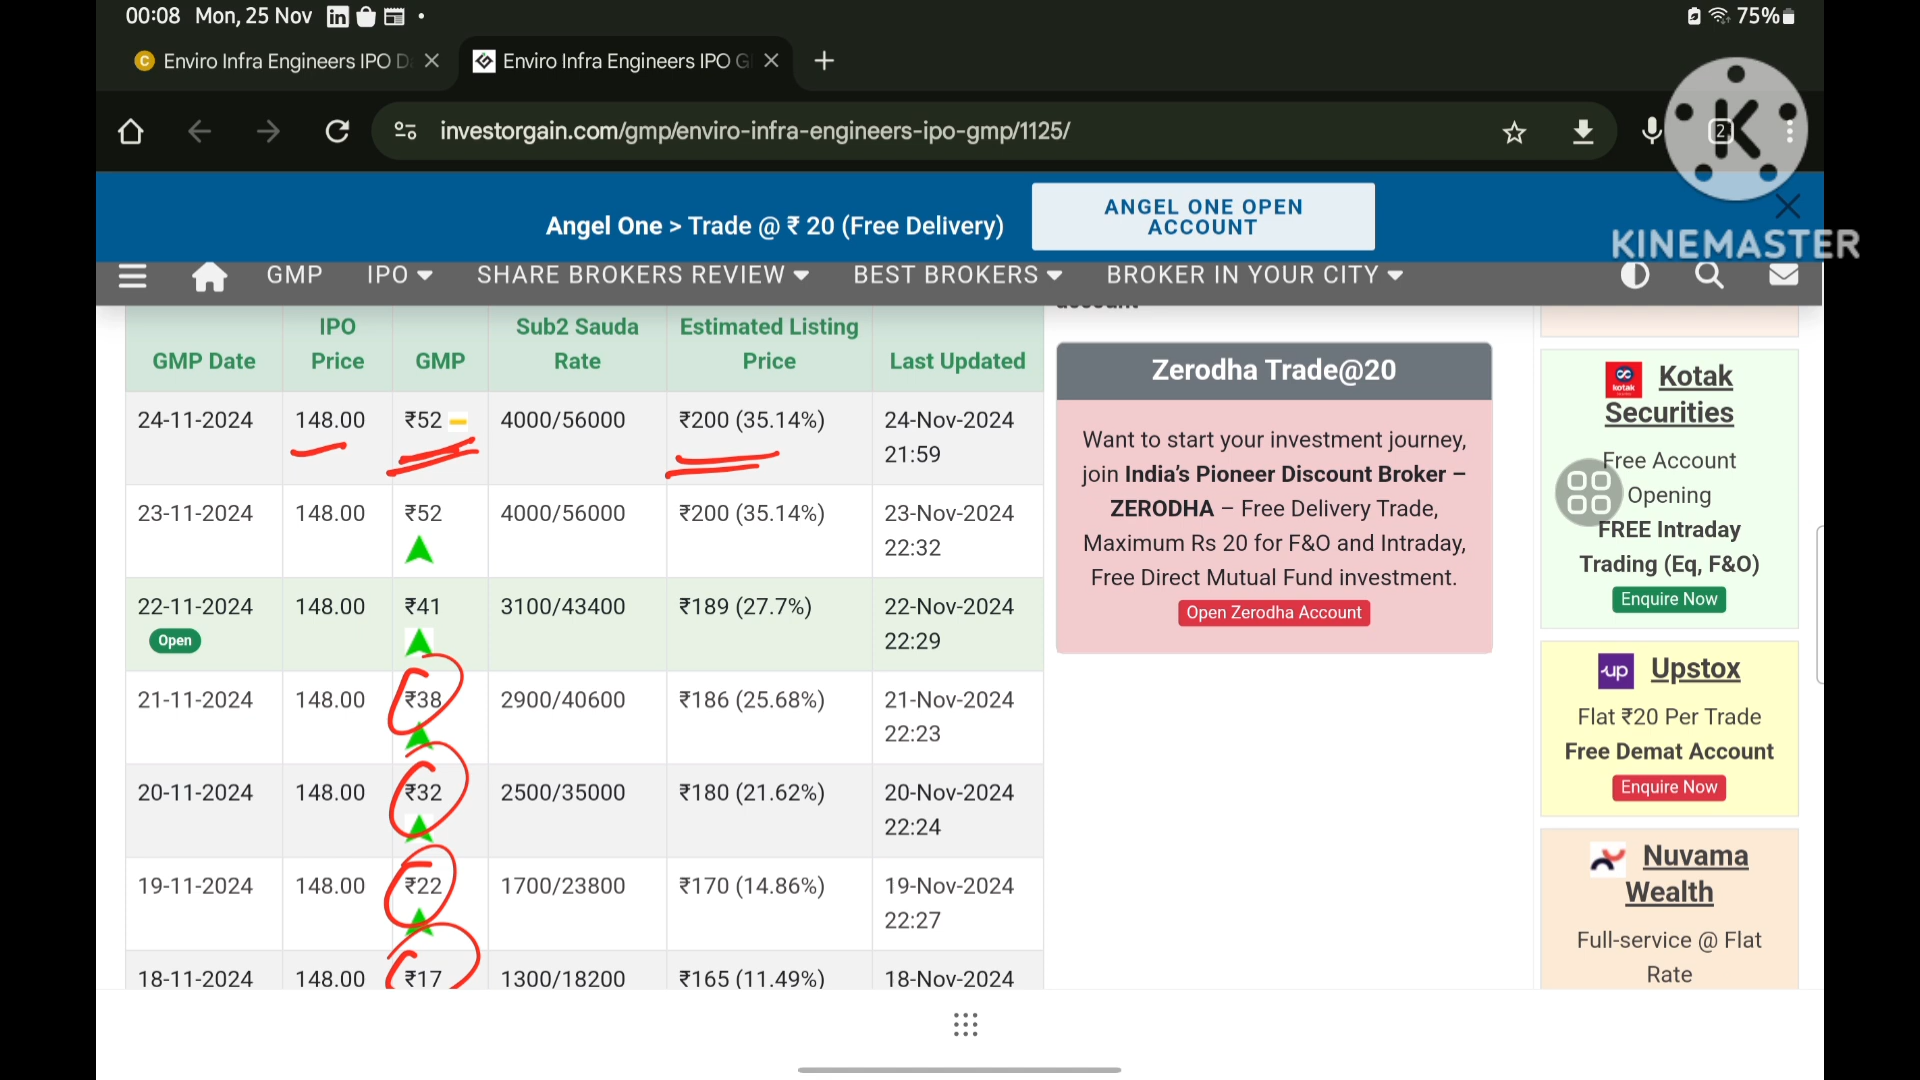 00:08 Mon, 25 Nov
75%
Enviro Infra Engineers IPO D
Enviro Infra Engineers IPO G
investorgain.com/gmp/enviro-infra-engineers-ipo-gmp/1125/
2
K
KINEMASTER
Angel One > Trade @ ₹ 20 (Free Delivery)
ANGEL ONE OPEN
ACCOUNT
GMP IPO SHARE BROKERS REVIEW BEST BROKERS BROKER IN YOUR CITY
account
GMP Date IPO Price GMP Sub2 Sauda Rate Estimated Listing Price Last Updated
24-11-2024 148.00 ₹52 4000/56000 ₹200 (35.14%) 24-Nov-2024
21:59
23-11-2024 148.00 ₹52 4000/56000 ₹200 (35.14%) 23-Nov-2024
22:32
22-11-2024 148.00 ₹41 3100/43400 ₹189 (27.7%) 22-Nov-2024
Open 22:29
21-11-2024 148.00 ₹38 2900/40600 ₹186 (25.68%) 21-Nov-2024
22:23
20-11-2024 148.00 ₹32 2500/35000 ₹180 (21.62%) 20-Nov-2024
22:24
19-11-2024 148.00 ₹22 1700/23800 ₹170 (14.86%) 19-Nov-2024
22:27
18-11-2024 148.00 ₹17 1300/18200 ₹165 (11.49%) 18-Nov-2024
Zerodha Trade@20
Want to start your investment journey,
join India's Pioneer Discount Broker –
ZERODHA – Free Delivery Trade,
Maximum Rs 20 for F&O and Intraday,
Free Direct Mutual Fund investment.
Open Zerodha Account
kotak
Kotak
Securities
Free Account
Opening
FREE Intraday
Trading (Eq, F&O)
Enquire Now
up
Upstox
Flat ₹20 Per Trade
Free Demat Account
Enquire Now
Nuvama
Wealth
Full-service @ Flat
Rate